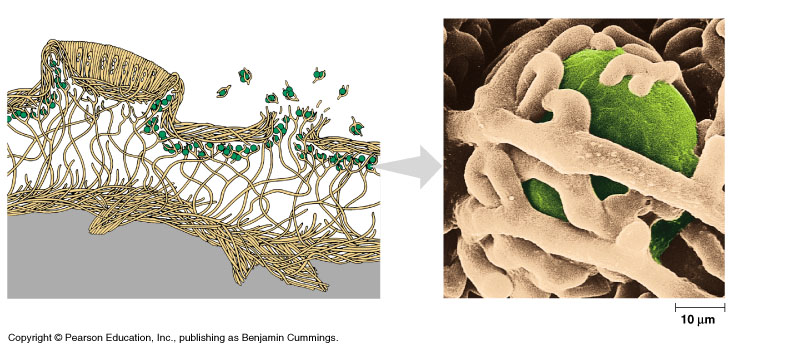 10 μm
Copyright © Pearson Education, Inc., publishing as Benjamin Cummings.